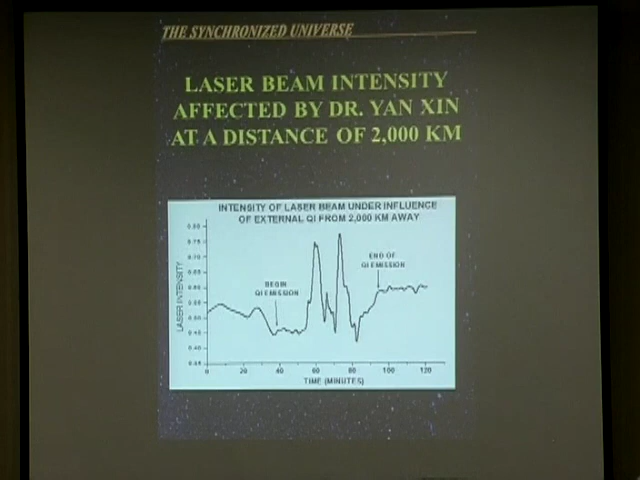 THE SYNCHRONIZED UNIVERSE
LASER BEAM INTENSITY
AFFECTED BY DR. YAN XIN
AT A DISTANCE OF 2,000 KM
INTENSITY OF LASER BEAM UNDER INFLUENCE
OF EXTERNAL QI FROM 2,000 KM AWAY
LASER INTENSITY
BEGIN
QI EMISSION
END OF
QI EMISSION
0 20 40 60 80 100 120
TIME (MINUTES)